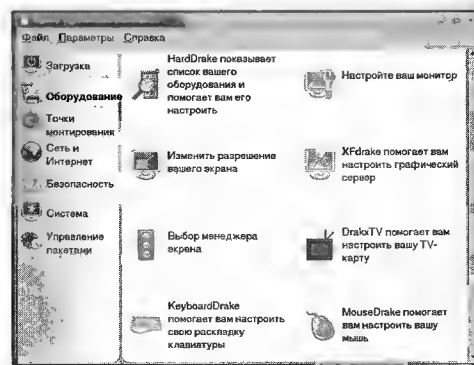 Файл Параметры Справка
Загрузка
Оборудование
Точки
монтирования
Сеть и
Интернет
Безопасность
Система
Управление
пакетами
HardDrake показывает
список вашего
оборудования и
помогает вам его
настроить
Настройте ваш монитор
Изменить разрешение
вашего экрана
XFdrake помогает вам
настроить графический
сервер
Выбор менеджера
экрана
DrakxTV помогает вам
настроить вашу TV-
карту
KeyboardDrake
помогает вам настроить
свою раскладку
клавиатуры
MouseDrake помогает
вам настроить вашу
мышь